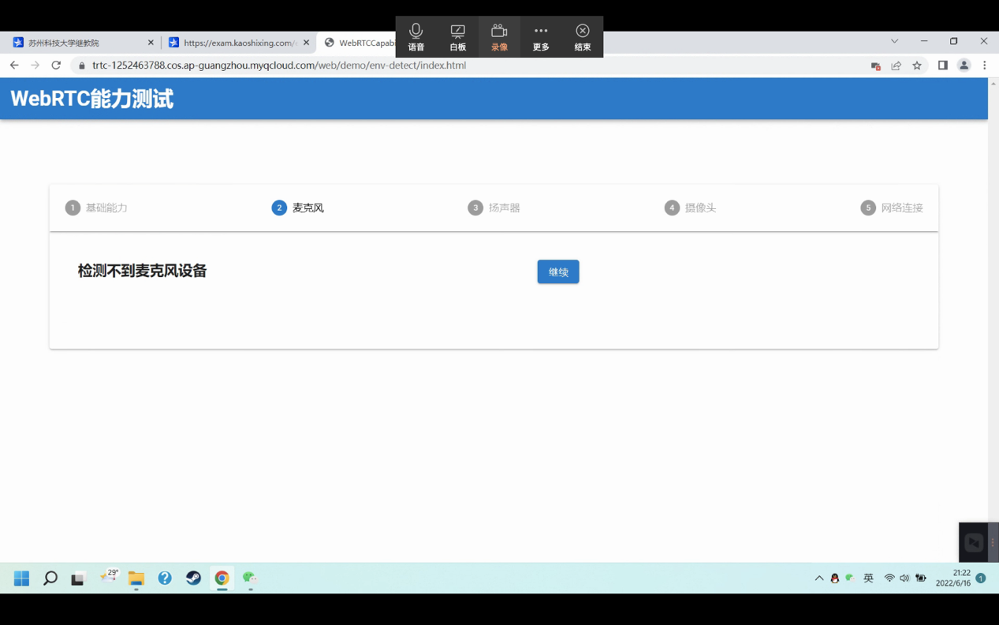 语音 白板 录像 更多 结束
苏州科技大学继教院 https://exam.kaoshixing.com/ WebRTCCapabi
trtc-1252463788.cos.ap-guangzhou.myqcloud.com/web/demo/env-detect/index.html
WebRTC能力测试
1 基础能力 2 麦克风 3 扬声器 4 摄像头 5 网络连接
检测不到麦克风设备 继续
29° 英 21:22
2022/6/16 1